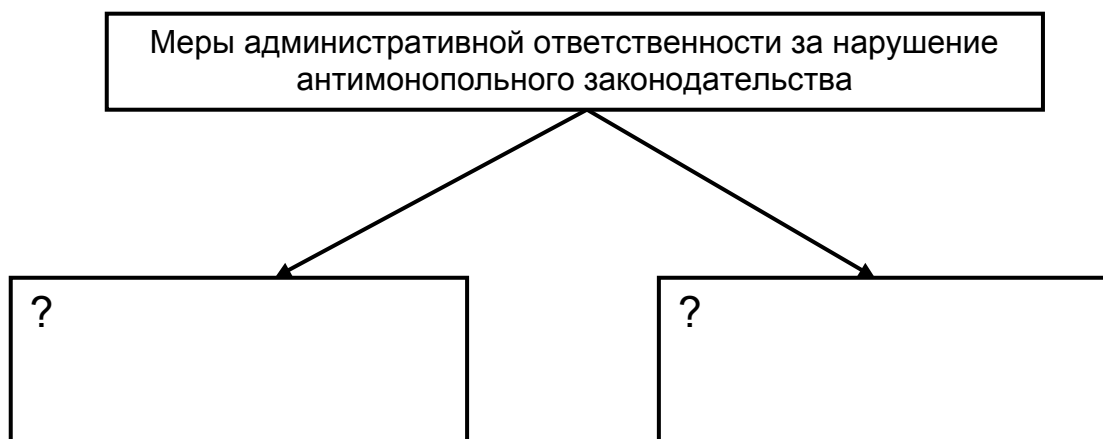 Меры административной ответственности за нарушение
антимонопольного законодательства
?
?